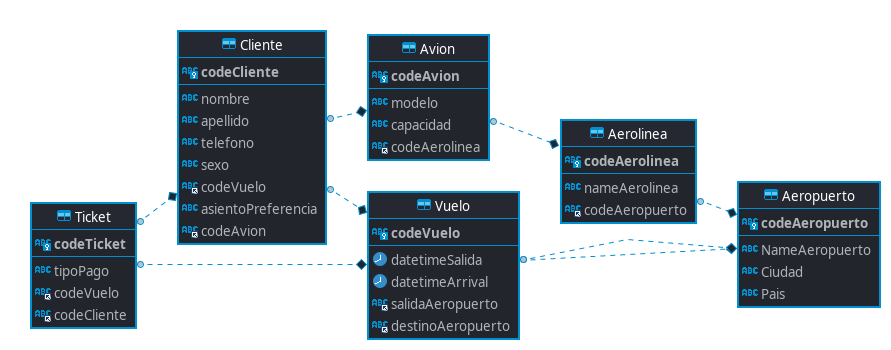 Cliente
codeCliente
nombre
apellido
telefono
sexo
codeVuelo
asientoPreferencia
codeAvion
Avion
codeAvion
modelo
capacidad
codeAerolinea
Aerolinea
codeAerolinea
nameAerolinea
codeAeropuerto
Aeropuerto
codeAeropuerto
NameAeropuerto
Ciudad
Pais
Ticket
codeTicket
tipoPago
codeVuelo
codeCliente
Vuelo
codeVuelo
datetimeSalida
datetimeArrival
salidaAeropuerto
destinoAeropuerto